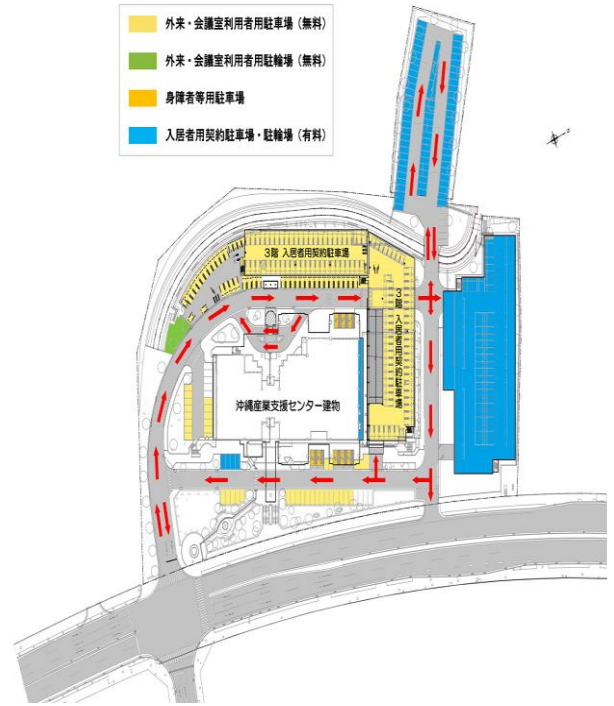 外来・会議室利用者用駐車場（無料）
外来・会議室利用者用駐輪場（無料）
身障者等用駐車場
入居者用契約駐車場・駐輪場（有料）
3階 入居者用契約駐車場
3階 入居者用契約駐車場
沖縄産業支援センター建物